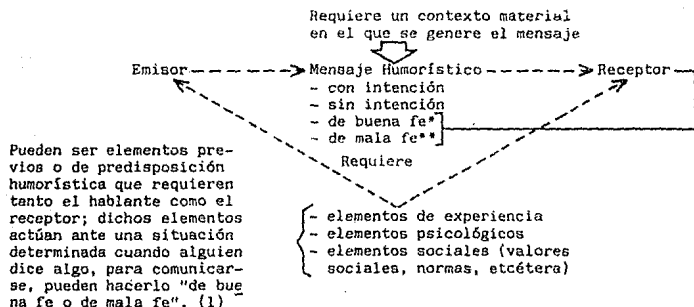 Requiere un contexto material
en el que se genere el mensaje
Emisor Mensaje Humorístico Receptor
- con intención
- sin intención
- de buena fe*
- de mala fe**
Requiere
Pueden ser elementos pre-
vios o de predisposición
humorística que requieren
tanto el hablante como el
receptor; dichos elementos
actúan ante una situación
determinada cuando alguien
dice algo, para comunicar-
se, pueden hacerlo "de bue
na fe o de mala fe". (1)
- elementos de experiencia
- elementos psicológicos
- elementos sociales (valores
sociales, normas, etcétera)